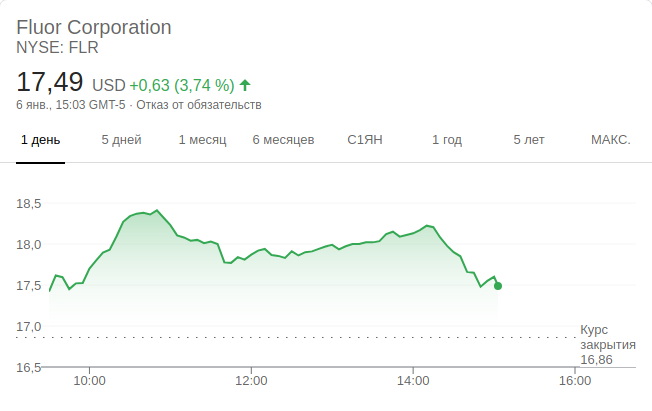 Fluor Corporation
NYSE: FLR
17,49 USD +0,63 (3,74 %)
6 янв., 15:03 GMT-5 · Отказ от обязательств
1 день 5 дней 1 месяц 6 месяцев С1ЯН 1 год 5 лет МАКС.
18,5
18,0
17,5
17,0
Курс
закрытия
16,86
16,5
10:00 12:00 14:00 16:00